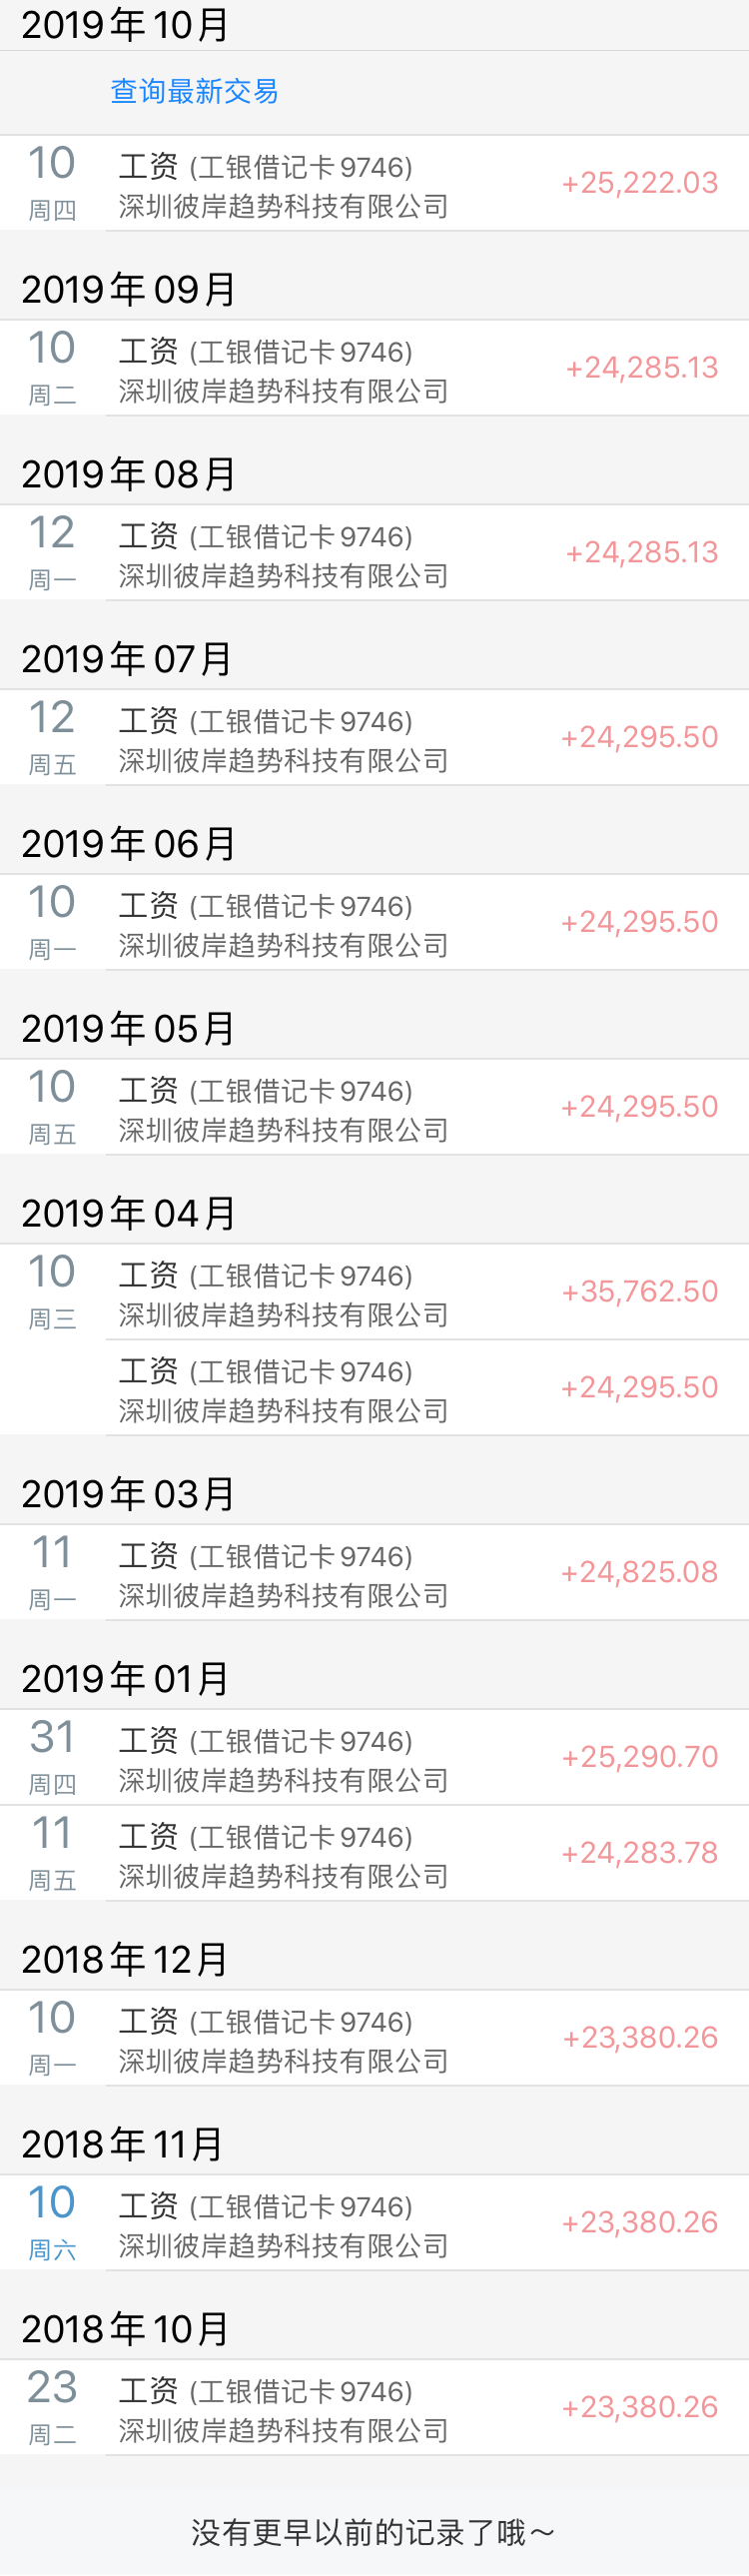 2019年10月
查询最新交易
10 工资 (工银借记卡9746) +25,222.03
周四 深圳彼岸趋势科技有限公司
2019年09月
10 工资 (工银借记卡9746) +24,285.13
周二 深圳彼岸趋势科技有限公司
2019年08月
12 工资 (工银借记卡9746) +24,285.13
周一 深圳彼岸趋势科技有限公司
2019年07月
12 工资 (工银借记卡9746) +24,295.50
周五 深圳彼岸趋势科技有限公司
2019年06月
10 工资 (工银借记卡9746) +24,295.50
周一 深圳彼岸趋势科技有限公司
2019年05月
10 工资 (工银借记卡9746) +24,295.50
周五 深圳彼岸趋势科技有限公司
2019年04月
10 工资 (工银借记卡9746) +35,762.50
周三 深圳彼岸趋势科技有限公司
工资 (工银借记卡9746) +24,295.50
深圳彼岸趋势科技有限公司
2019年03月
11 工资 (工银借记卡9746) +24,825.08
周一 深圳彼岸趋势科技有限公司
2019年01月
31 工资 (工银借记卡9746) +25,290.70
周四 深圳彼岸趋势科技有限公司
11 工资 (工银借记卡9746) +24,283.78
周五 深圳彼岸趋势科技有限公司
2018年12月
10 工资 (工银借记卡9746) +23,380.26
周一 深圳彼岸趋势科技有限公司
2018年11月
10 工资 (工银借记卡9746) +23,380.26
周六 深圳彼岸趋势科技有限公司
2018年10月
23 工资 (工银借记卡9746) +23,380.26
周二 深圳彼岸趋势科技有限公司
没有更早以前的记录了哦～